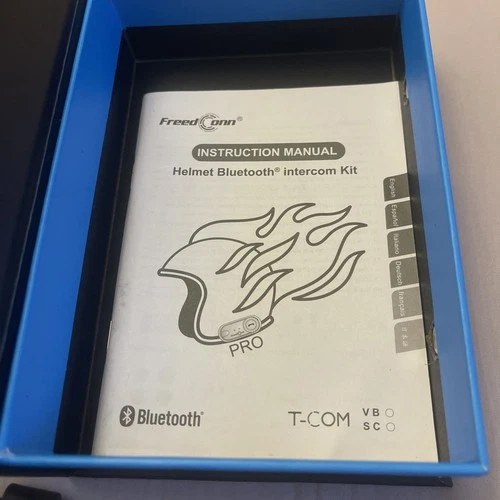 FreedConn®
INSTRUCTION MANUAL
Helmet Bluetooth® intercom Kit
English
Español
Italiano
Deutsch
français
PRO
Bluetooth®
T-COM
VB
SC